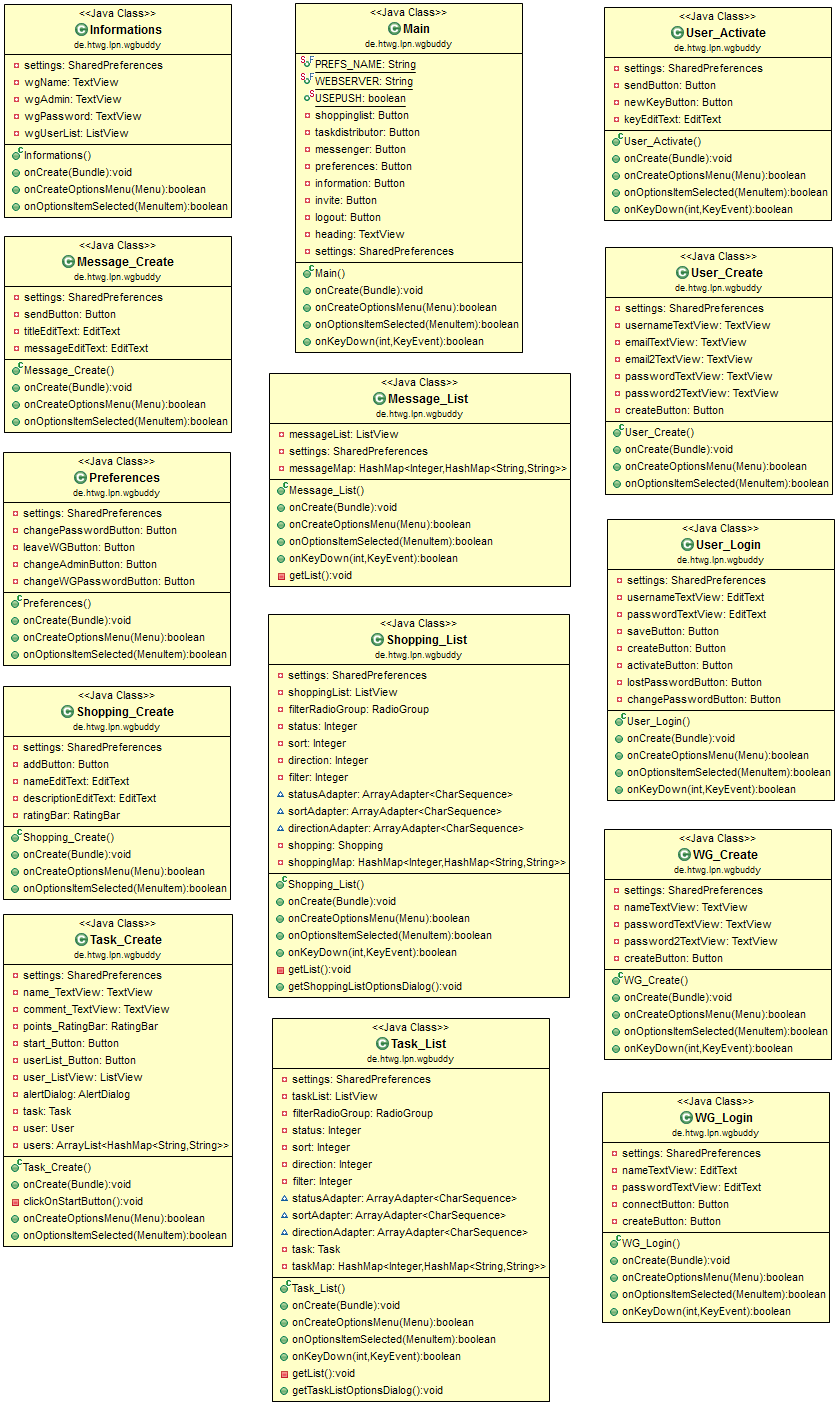 <<Java Class>>
Informations
de.htwg.lpn.wgbuddy
settings: SharedPreferences
wgName: TextView
wgAdmin: TextView
wgPassword: TextView
wgUserList: ListView
Informations()
onCreate(Bundle):void
onCreateOptionsMenu(Menu):boolean
onOptionsItemSelected(MenuItem):boolean
<<Java Class>>
Message_Create
de.htwg.lpn.wgbuddy
settings: SharedPreferences
sendButton: Button
titleEditText: EditText
messageEditText: EditText
Message_Create()
onCreate(Bundle):void
onCreateOptionsMenu(Menu):boolean
onOptionsItemSelected(MenuItem):boolean
<<Java Class>>
Preferences
de.htwg.lpn.wgbuddy
settings: SharedPreferences
changePasswordButton: Button
leaveWGButton: Button
changeAdminButton: Button
changeWGPasswordButton: Button
Preferences()
onCreate(Bundle):void
onCreateOptionsMenu(Menu):boolean
onOptionsItemSelected(MenuItem):boolean
<<Java Class>>
Shopping_Create
de.htwg.lpn.wgbuddy
settings: SharedPreferences
addButton: Button
nameEditText: EditText
descriptionEditText: EditText
ratingBar: RatingBar
Shopping_Create()
onCreate(Bundle):void
onCreateOptionsMenu(Menu):boolean
onOptionsItemSelected(MenuItem):boolean
<<Java Class>>
Task_Create
de.htwg.lpn.wgbuddy
settings: SharedPreferences
name_TextView: TextView
comment_TextView: TextView
points_RatingBar: RatingBar
start_Button: Button
userList_Button: Button
user_ListView: ListView
alertDialog: AlertDialog
task: Task
user: User
users: ArrayList<HashMap<String,String>>
Task_Create()
onCreate(Bundle):void
clickOnStartButton():void
onCreateOptionsMenu(Menu):boolean
onOptionsItemSelected(MenuItem):boolean
<<Java Class>>
Main
de.htwg.lpn.wgbuddy
PREFS_NAME: String
WEBSERVER: String
USEPUSH: boolean
shoppinglist: Button
taskdistributor: Button
messenger: Button
preferences: Button
information: Button
invite: Button
logout: Button
heading: TextView
settings: SharedPreferences
Main()
onCreate(Bundle):void
onCreateOptionsMenu(Menu):boolean
onOptionsItemSelected(MenuItem):boolean
onKeyDown(int,KeyEvent):boolean
<<Java Class>>
Message_List
de.htwg.lpn.wgbuddy
messageList: ListView
settings: SharedPreferences
messageMap: HashMap<Integer,HashMap<String,String>>
Message_List()
onCreate(Bundle):void
onCreateOptionsMenu(Menu):boolean
onOptionsItemSelected(MenuItem):boolean
onKeyDown(int,KeyEvent):boolean
getList():void
<<Java Class>>
Shopping_List
de.htwg.lpn.wgbuddy
settings: SharedPreferences
shoppingList: ListView
filterRadioGroup: RadioGroup
status: Integer
sort: Integer
direction: Integer
filter: Integer
statusAdapter: ArrayAdapter<CharSequence>
sortAdapter: ArrayAdapter<CharSequence>
directionAdapter: ArrayAdapter<CharSequence>
shopping: Shopping
shoppingMap: HashMap<Integer,HashMap<String,String>>
Shopping_List()
onCreate(Bundle):void
onCreateOptionsMenu(Menu):boolean
onOptionsItemSelected(MenuItem):boolean
onKeyDown(int,KeyEvent):boolean
getList():void
getShoppingListOptionsDialog():void
<<Java Class>>
Task_List
de.htwg.lpn.wgbuddy
settings: SharedPreferences
taskList: ListView
filterRadioGroup: RadioGroup
status: Integer
sort: Integer
direction: Integer
filter: Integer
statusAdapter: ArrayAdapter<CharSequence>
sortAdapter: ArrayAdapter<CharSequence>
directionAdapter: ArrayAdapter<CharSequence>
task: Task
taskMap: HashMap<Integer,HashMap<String,String>>
Task_List()
onCreate(Bundle):void
onCreateOptionsMenu(Menu):boolean
onOptionsItemSelected(MenuItem):boolean
onKeyDown(int,KeyEvent):boolean
getList():void
getTaskListOptionsDialog():void
<<Java Class>>
User_Activate
de.htwg.lpn.wgbuddy
settings: SharedPreferences
sendButton: Button
newKeyButton: Button
keyEditText: EditText
User_Activate()
onCreate(Bundle):void
onCreateOptionsMenu(Menu):boolean
onOptionsItemSelected(MenuItem):boolean
onKeyDown(int,KeyEvent):boolean
<<Java Class>>
User_Create
de.htwg.lpn.wgbuddy
settings: SharedPreferences
usernameTextView: TextView
emailTextView: TextView
email2TextView: TextView
passwordTextView: TextView
password2TextView: TextView
createButton: Button
User_Create()
onCreate(Bundle):void
onCreateOptionsMenu(Menu):boolean
onOptionsItemSelected(MenuItem):boolean
<<Java Class>>
User_Login
de.htwg.lpn.wgbuddy
settings: SharedPreferences
usernameTextView: EditText
passwordTextView: EditText
saveButton: Button
createButton: Button
activateButton: Button
lostPasswordButton: Button
changePasswordButton: Button
User_Login()
onCreate(Bundle):void
onCreateOptionsMenu(Menu):boolean
onOptionsItemSelected(MenuItem):boolean
onKeyDown(int,KeyEvent):boolean
<<Java Class>>
WG_Create
de.htwg.lpn.wgbuddy
settings: SharedPreferences
nameTextView: TextView
passwordTextView: TextView
password2TextView: TextView
createButton: Button
WG_Create()
onCreate(Bundle):void
onCreateOptionsMenu(Menu):boolean
onOptionsItemSelected(MenuItem):boolean
onKeyDown(int,KeyEvent):boolean
<<Java Class>>
WG_Login
de.htwg.lpn.wgbuddy
settings: SharedPreferences
nameTextView: EditText
passwordTextView: EditText
connectButton: Button
createButton: Button
WG_Login()
onCreate(Bundle):void
onCreateOptionsMenu(Menu):boolean
onOptionsItemSelected(MenuItem):boolean
onKeyDown(int,KeyEvent):boolean